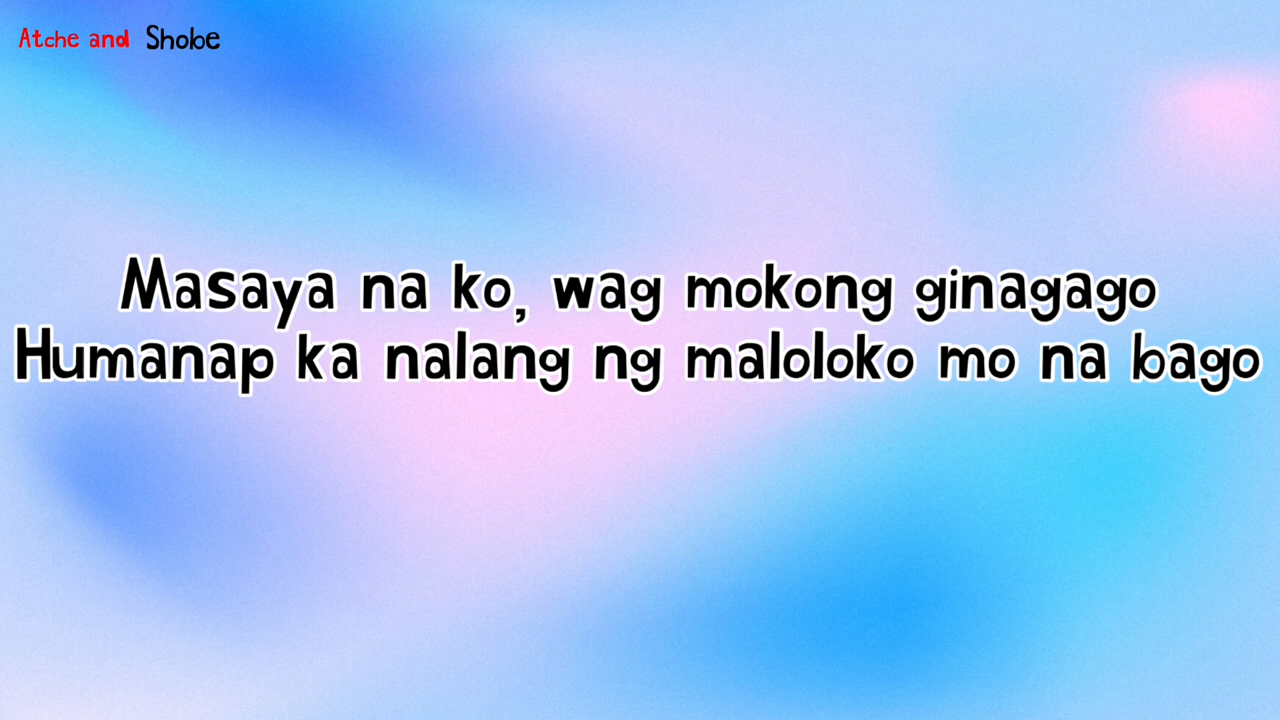 Atche and Shobe
Masaya na ko, wag mokong ginagago
Humanap ka nalang ng maloloko mo na bago